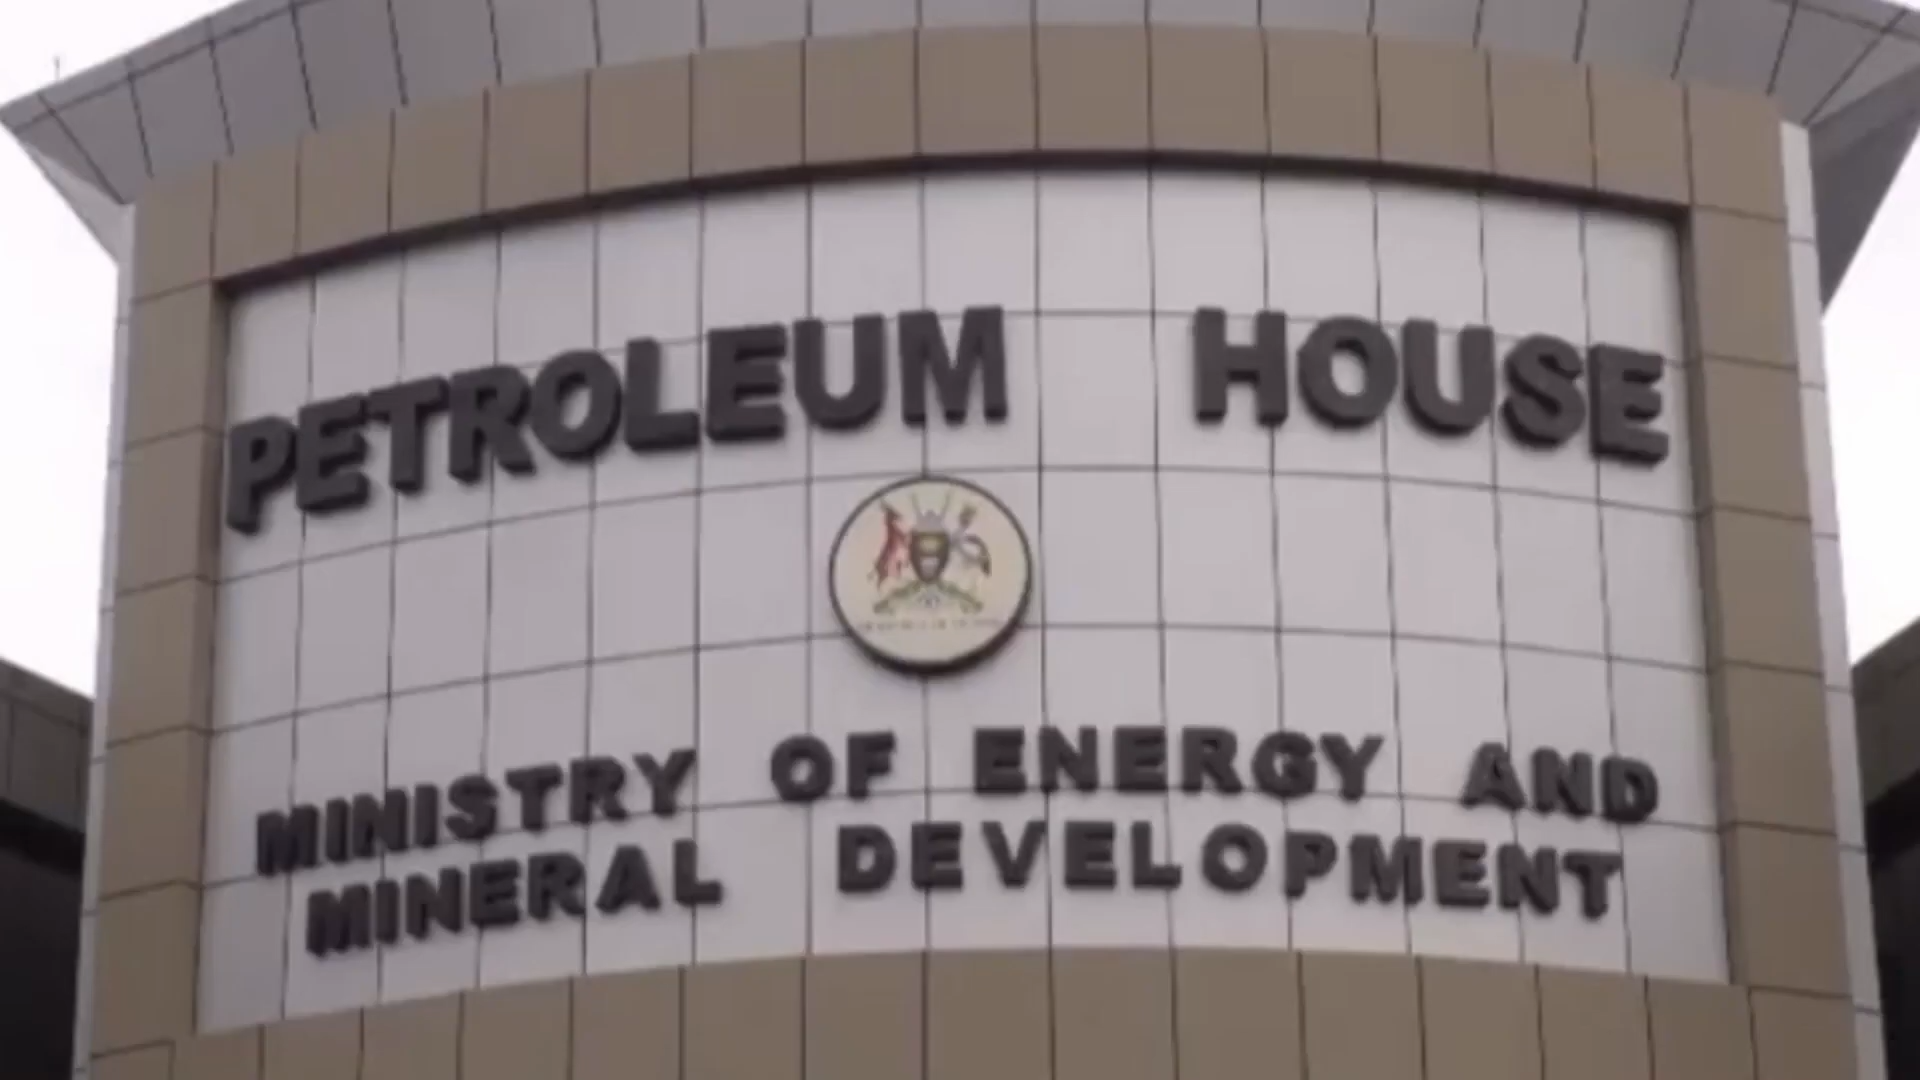 PETROLEUM HOUSE
MINISTRY OF ENERGY AND
MINERAL DEVELOPMENT